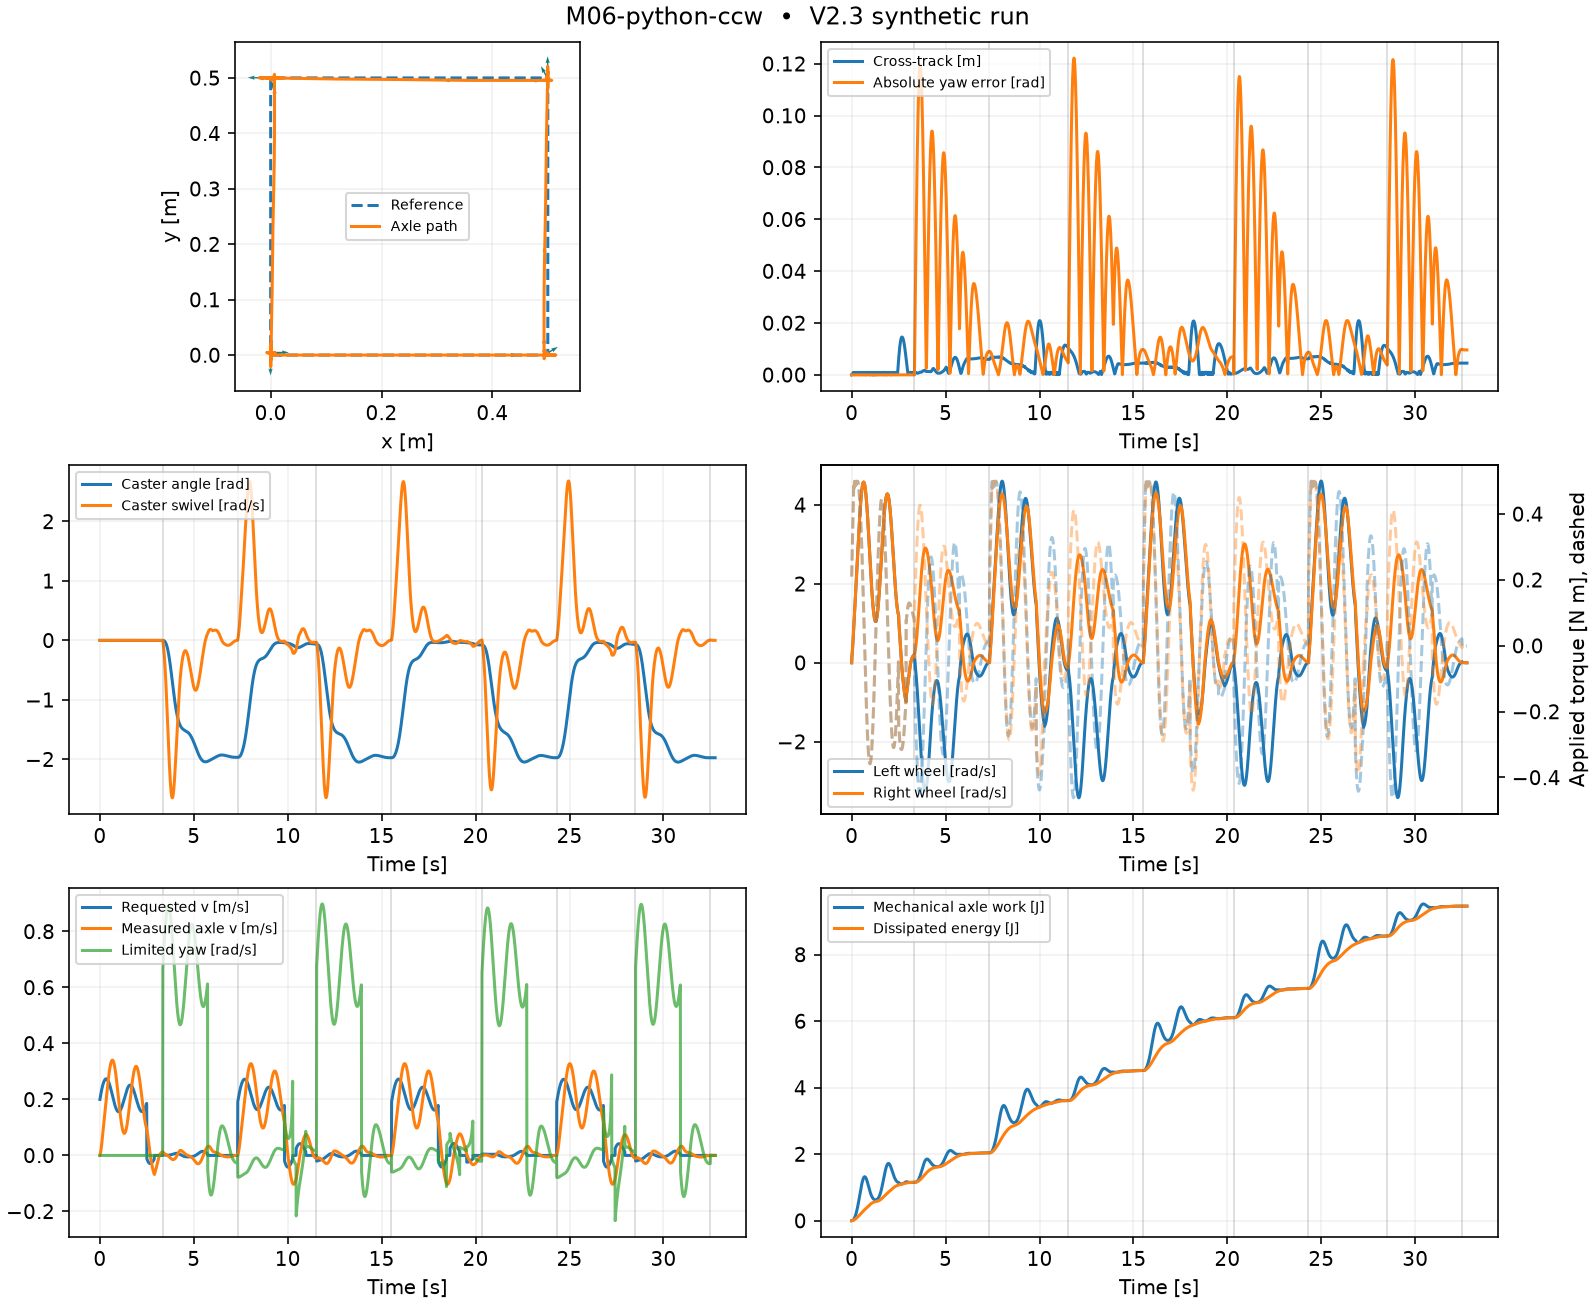 M06-python-ccw • V2.3 synthetic run
0.5
0.4
0.3
0.2
0.1
0.0
y [m]
Reference
Axle path
0.0 0.2 0.4
x [m]
0.12
0.10
0.08
0.06
0.04
0.02
0.00
Cross-track [m]
Absolute yaw error [rad]
0 5 10 15 20 25 30
Time [s]
2
1
0
−1
−2
Caster angle [rad]
Caster swivel [rad/s]
0 5 10 15 20 25 30
Time [s]
4
2
0
−2
Left wheel [rad/s]
Right wheel [rad/s]
0.4
0.2
0.0
−0.2
−0.4
Applied torque [N m], dashed
0 5 10 15 20 25 30
Time [s]
0.8
0.6
0.4
0.2
0.0
−0.2
Requested v [m/s]
Measured axle v [m/s]
Limited yaw [rad/s]
0 5 10 15 20 25 30
Time [s]
8
6
4
2
0
Mechanical axle work [J]
Dissipated energy [J]
0 5 10 15 20 25 30
Time [s]